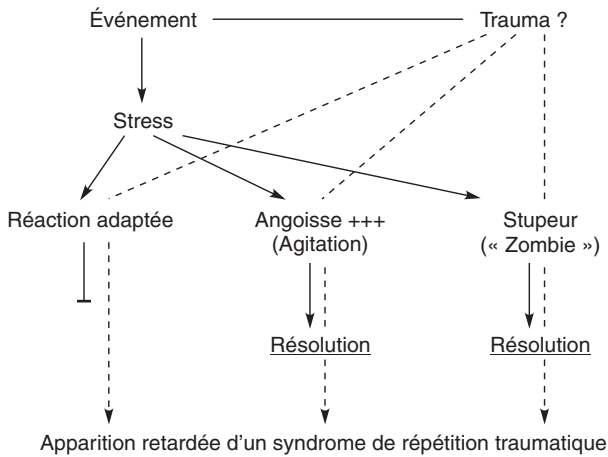 Événement
Trauma ?
Stress
Réaction adaptée
Angoisse +++
(Agitation)
Stupeur
(« Zombie »)
Résolution
Résolution
Apparition retardée d'un syndrome de répétition traumatique